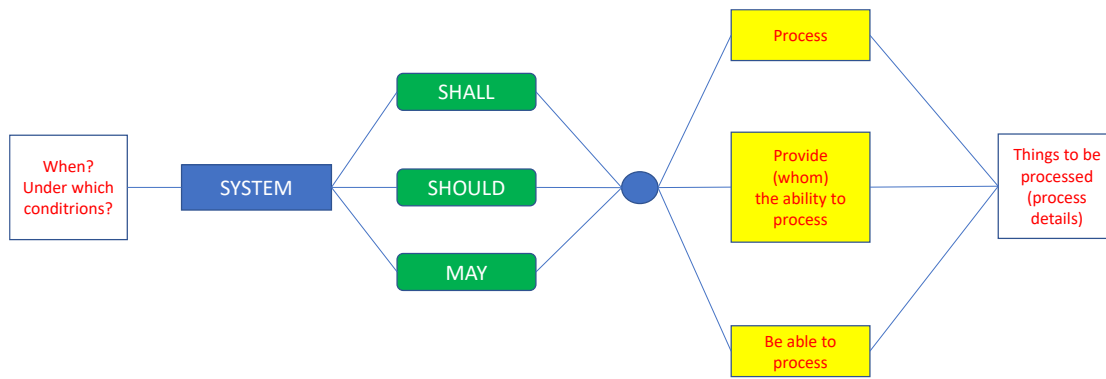 When?
Under which
conditrions?
SYSTEM
SHALL
SHOULD
MAY
Process
Provide
(whom)
the ability to
process
Be able to
process
Things to be
processed
(process
details)